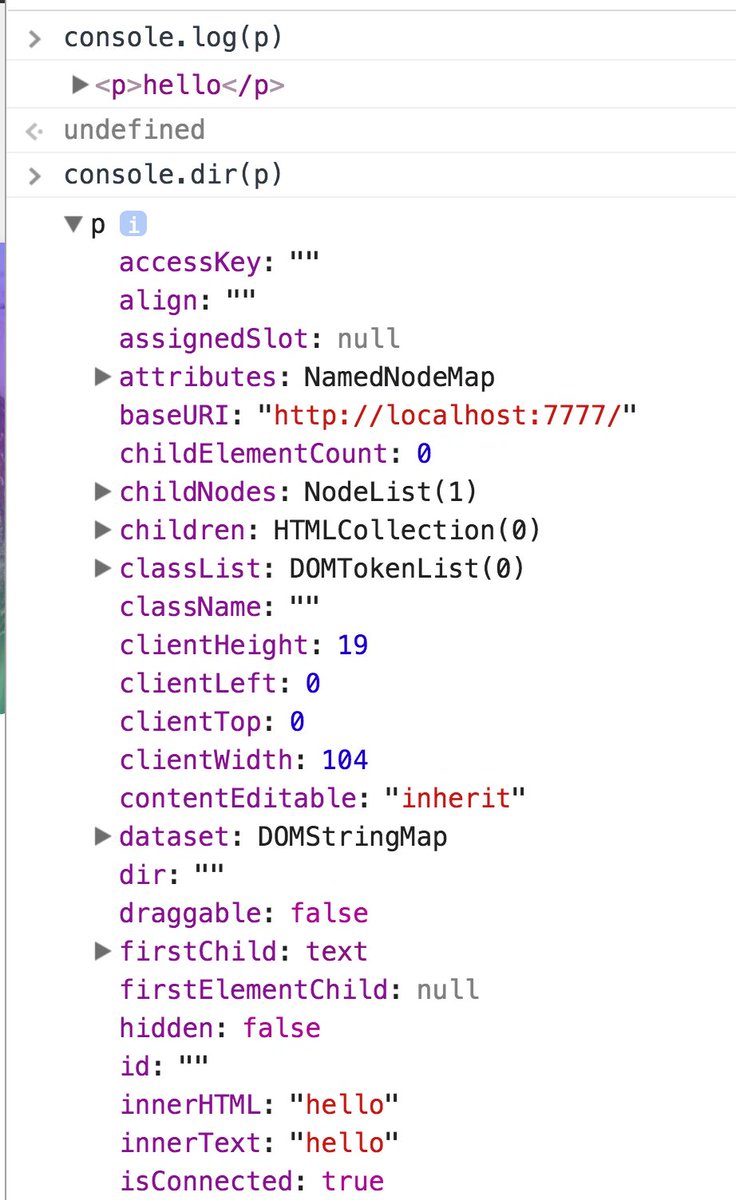 console.log(p)
<p>hello</p>
undefined
console.dir(p)
p i
accessKey: ""
align: ""
assignedSlot: null
attributes: NamedNodeMap
baseURI: "http://localhost:7777/"
childElementCount: 0
childNodes: NodeList(1)
children: HTMLCollection(0)
classList: DOMTokenList(0)
className: ""
clientHeight: 19
clientLeft: 0
clientTop: 0
clientWidth: 104
contentEditable: "inherit"
dataset: DOMStringMap
dir: ""
draggable: false
firstChild: text
firstElementChild: null
hidden: false
id: ""
innerHTML: "hello"
innerText: "hello"
isConnected: true